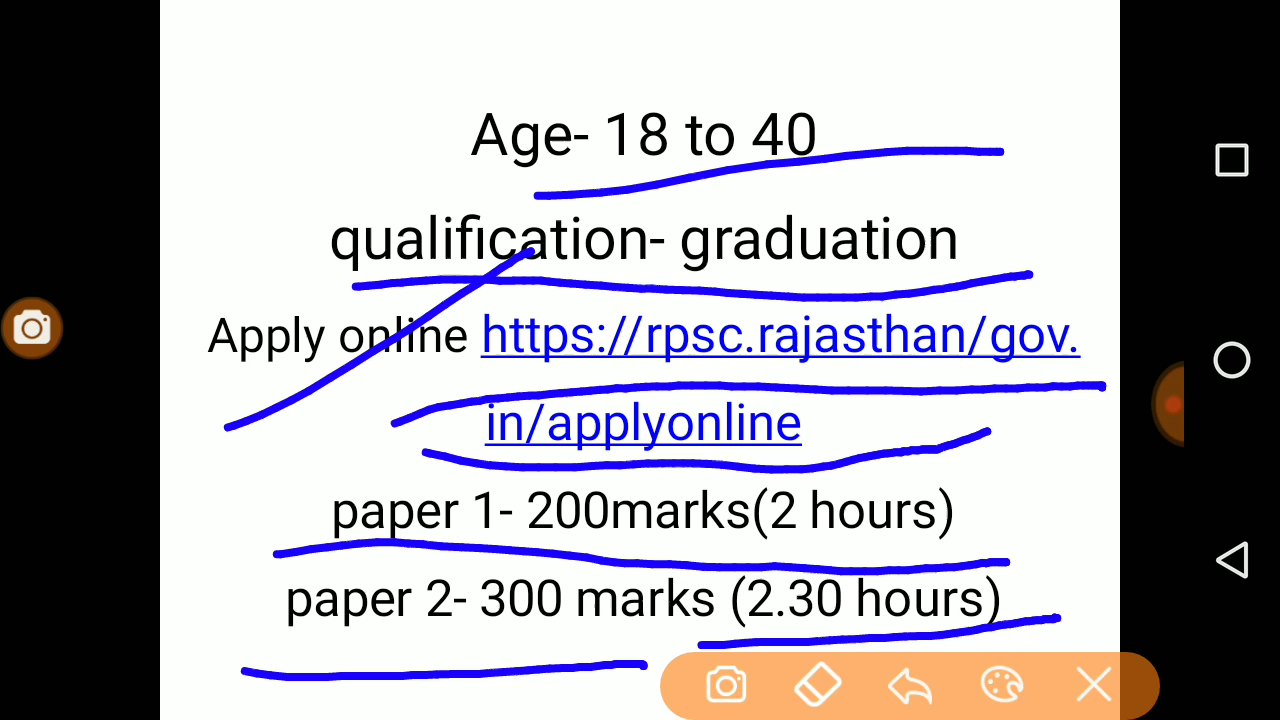 Age- 18 to 40
qualification- graduation
Apply online https://rpsc.rajasthan/gov.
in/applyonline
paper 1- 200marks(2 hours)
paper 2- 300 marks (2.30 hours)